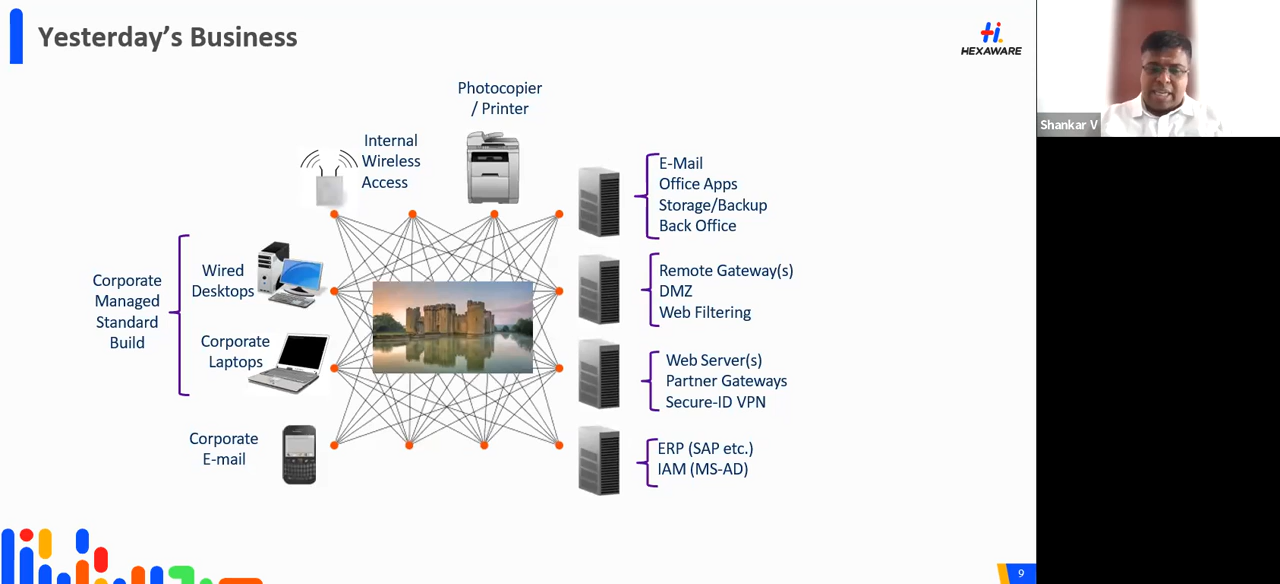 Yesterday's Business
HEXAWARE
Shankar V
Photocopier
/ Printer
Internal
Wireless
Access
E-Mail
Office Apps
Storage/Backup
Back Office
Corporate
Managed
Standard
Build
Wired
Desktops
Remote Gateway(s)
DMZ
Web Filtering
Corporate
Laptops
Web Server(s)
Partner Gateways
Secure-ID VPN
Corporate
E-mail
ERP (SAP etc.)
IAM (MS-AD)
9